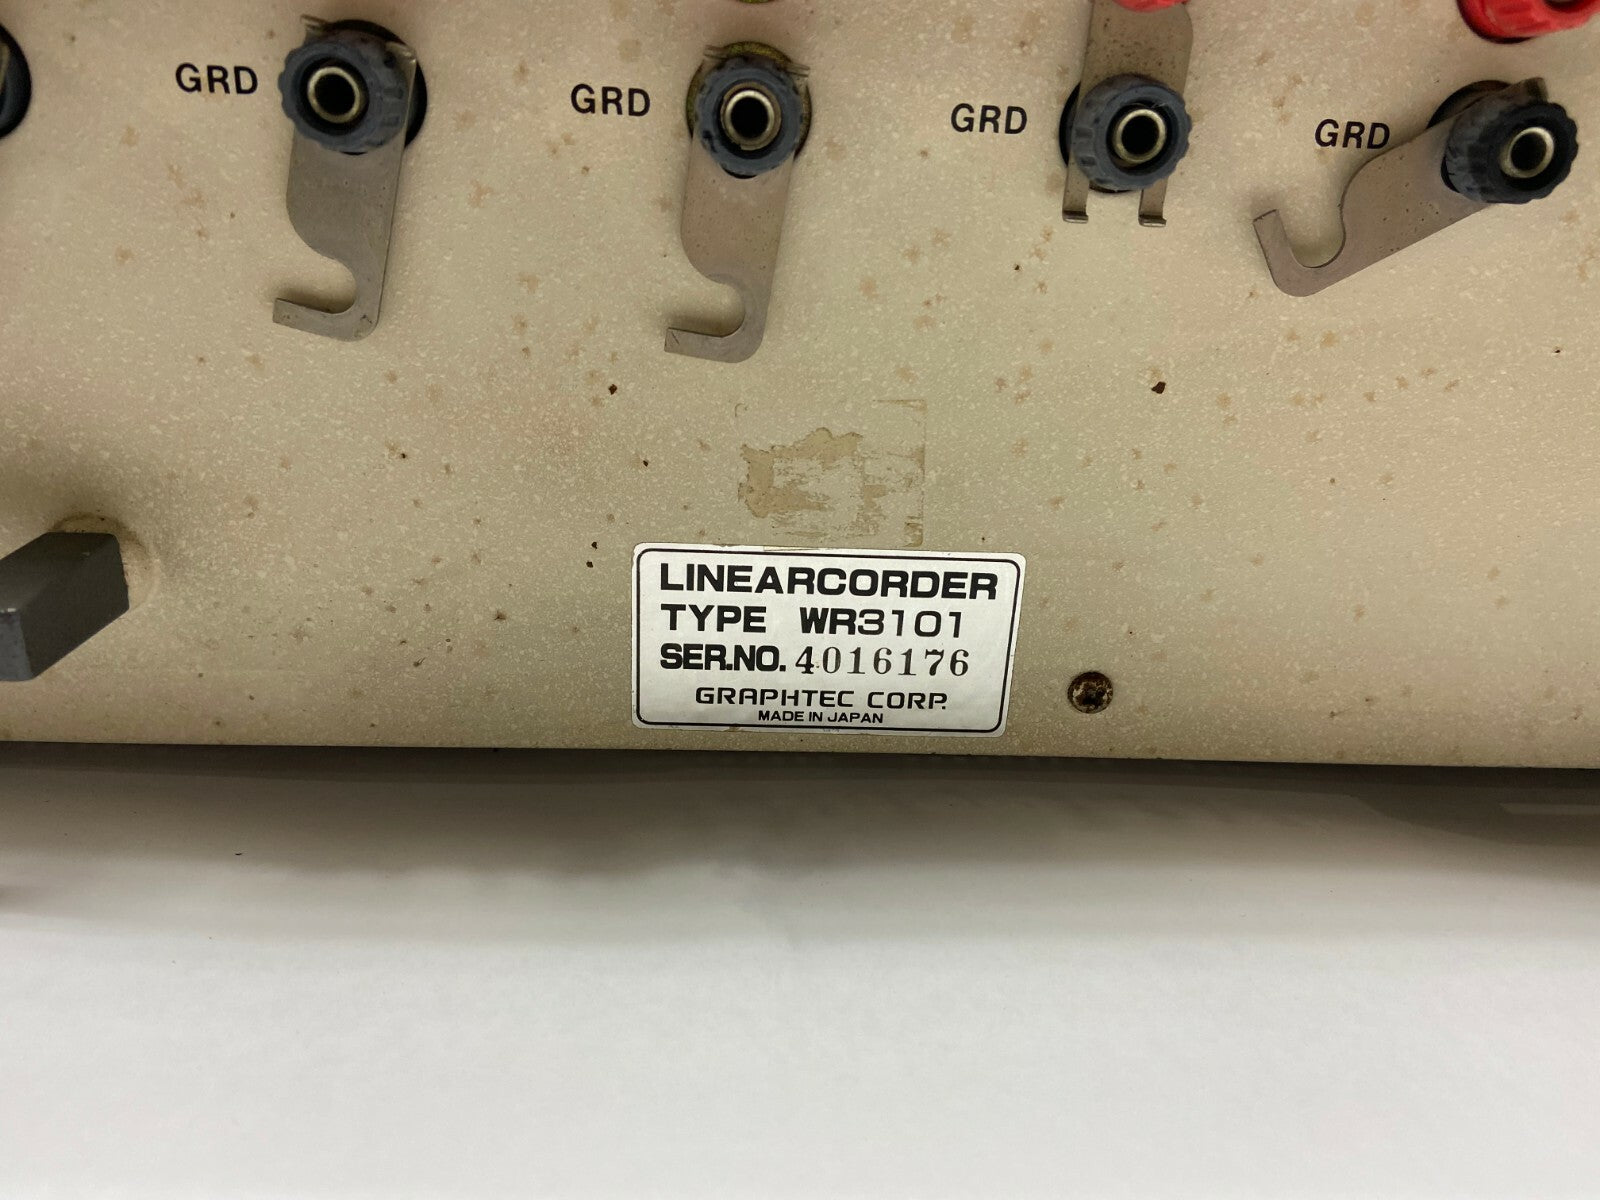 GRD
GRD
GRD
GRD
LINEARCORDER
TYPE WR3101
SER.NO. 4016176
GRAPHTEC CORP.
MADE IN JAPAN